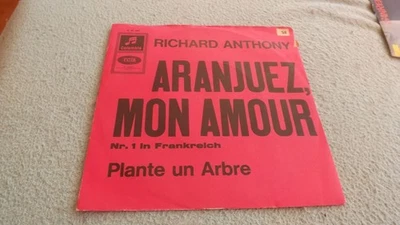 RICHARD ANTHONY
ARANJUEZ,
MON AMOUR
Nr. 1 in Frankreich
Plante un Arbre